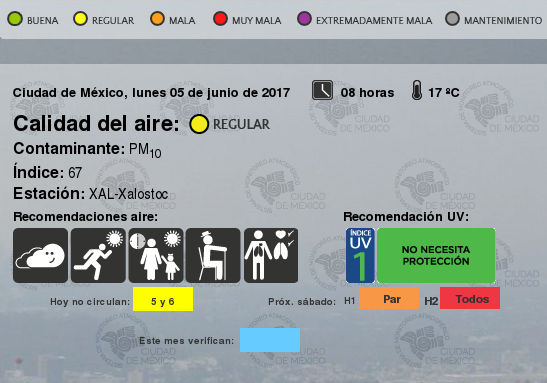 BUENA REGULAR MALA MUY MALA EXTREMADAMENTE MALA MANTENIMIENTO
Ciudad de México, lunes 05 de junio de 2017 08 horas 17 ºC
Calidad del aire: REGULAR
Contaminante: PM10
Índice: 67
Estación: XAL-Xalostoc
Recomendaciones aire: Recomendación UV:
ÍNDICE
UV
1
NO NECESITA
PROTECCIÓN
Hoy no circulan: 5 y 6 Próx. sábado: H1 Par H2 Todos
Este mes verifican:
CIUDAD
DE MÉXICO